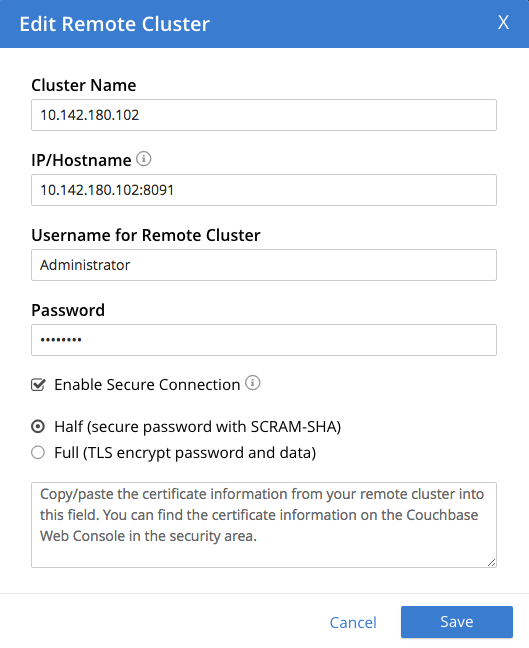 Edit Remote Cluster X
Cluster Name
10.142.180.102
IP/Hostname
10.142.180.102:8091
Username for Remote Cluster
Administrator
Password
••••••••
Enable Secure Connection
Half (secure password with SCRAM-SHA)
Full (TLS encrypt password and data)
Copy/paste the certificate information from your remote cluster into
this field. You can find the certificate information on the Couchbase
Web Console in the security area.
Cancel Save